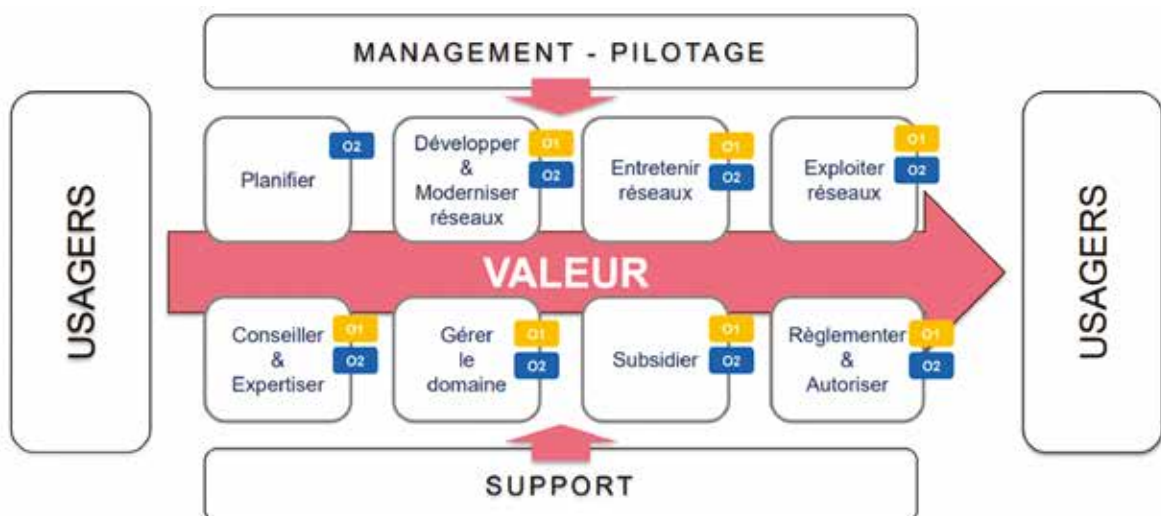 MANAGEMENT - PILOTAGE
USAGERS
Planifier
O2
Développer
&
Moderniser
réseaux
O1
O2
Entretenir
réseaux
O1
O2
Exploiter
réseaux
O1
O2
VALEUR
Conseiller
&
Expertiser
O1
O2
Gérer
le
domaine
O1
O2
Subsidier
O1
O2
Règlementer
&
Autoriser
O1
O2
USAGERS
SUPPORT